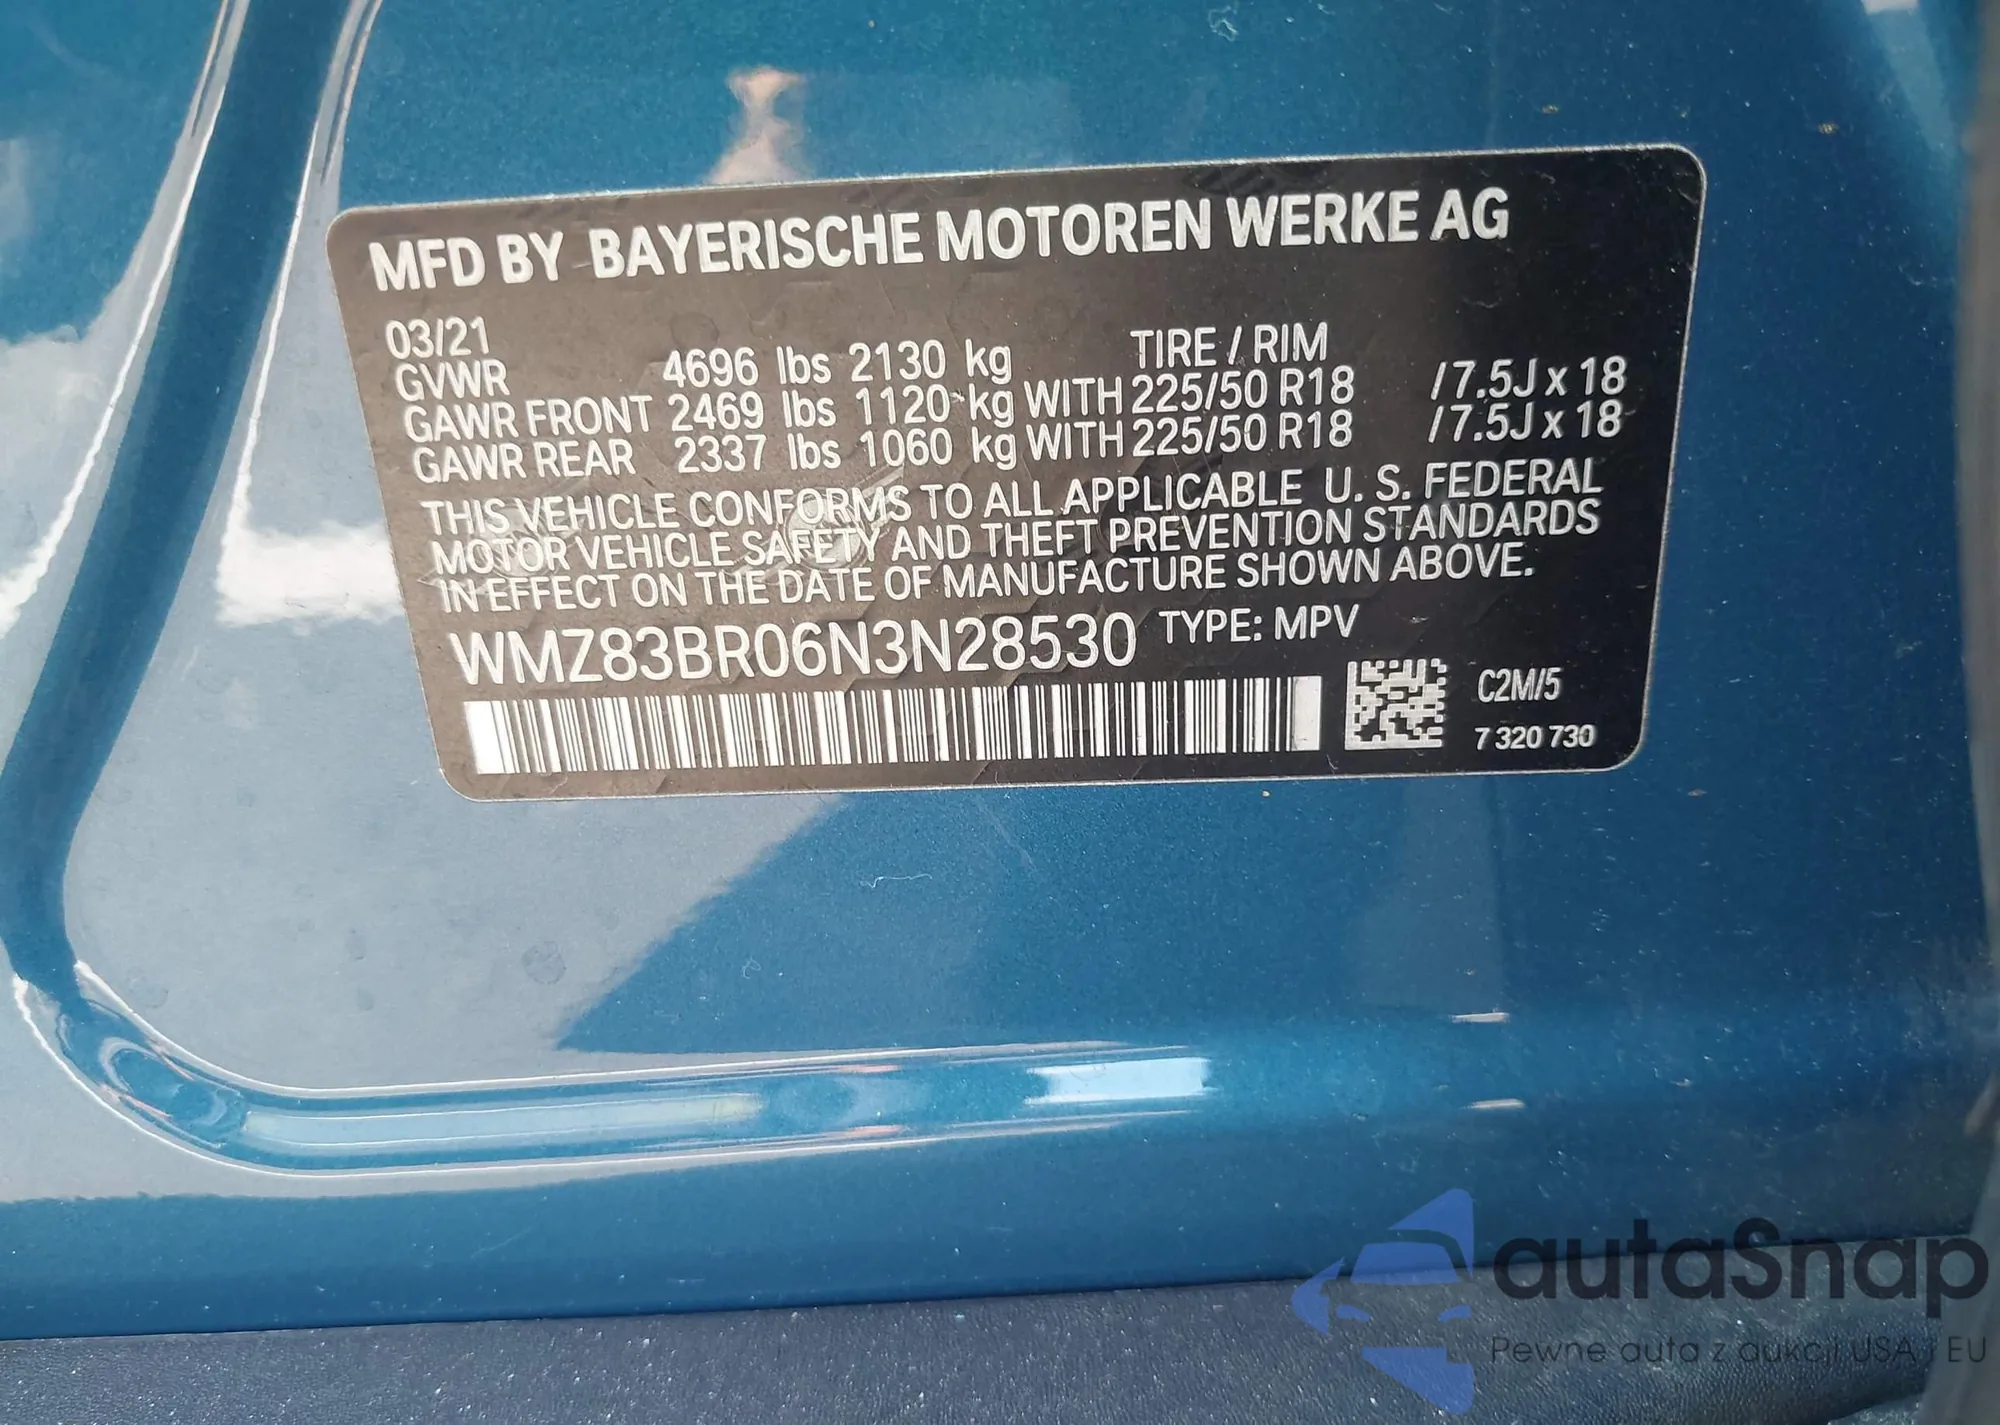 MFD BY BAYERISCHE MOTOREN WERKE AG
03/21 TIRE / RIM
GVWR 4696 lbs 2130 kg
GAWR FRONT 2469 lbs 1120 kg WITH 225/50 R18 / 7.5J x 18
GAWR REAR 2337 lbs 1060 kg WITH 225/50 R18 / 7.5J x 18
THIS VEHICLE CONFORMS TO ALL APPLICABLE U. S. FEDERAL
MOTOR VEHICLE SAFETY AND THEFT PREVENTION STANDARDS
IN EFFECT ON THE DATE OF MANUFACTURE SHOWN ABOVE.
WMZ83BR06N3N28530 TYPE: MPV
C2M/5
7 320 730
autaSnap
Pewne auta z aukcji USA i EU